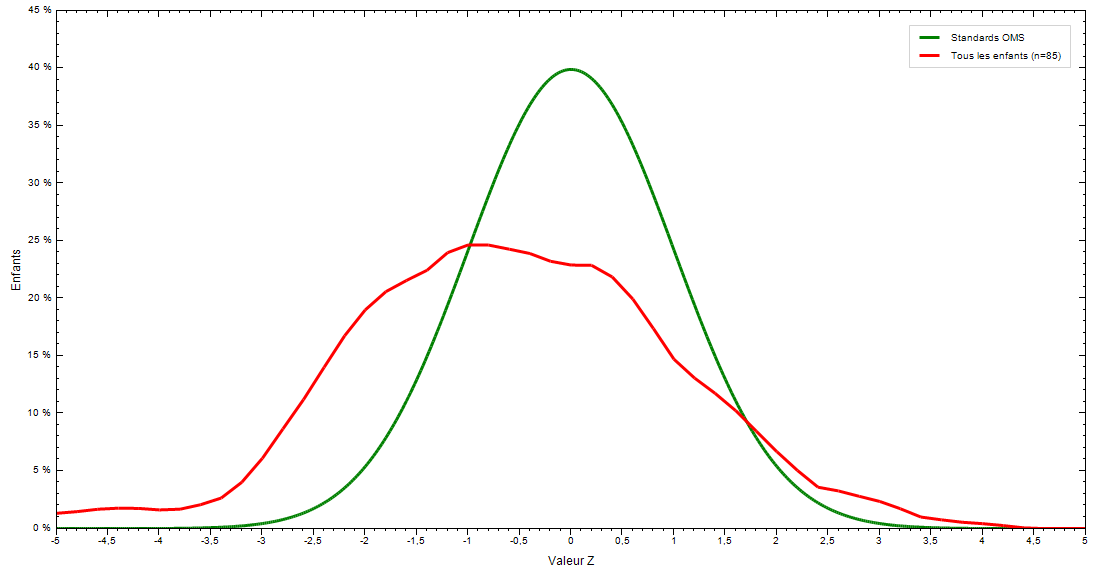 45 %
40 %
35 %
30 %
25 %
20 %
15 %
10 %
5 %
0 %
Enfants
Standards OMS
Tous les enfants (n=85)
-5 -4,5 -4 -3,5 -3 -2,5 -2 -1,5 -1 -0,5 0 0,5 1 1,5 2 2,5 3 3,5 4 4,5 5
Valeur Z